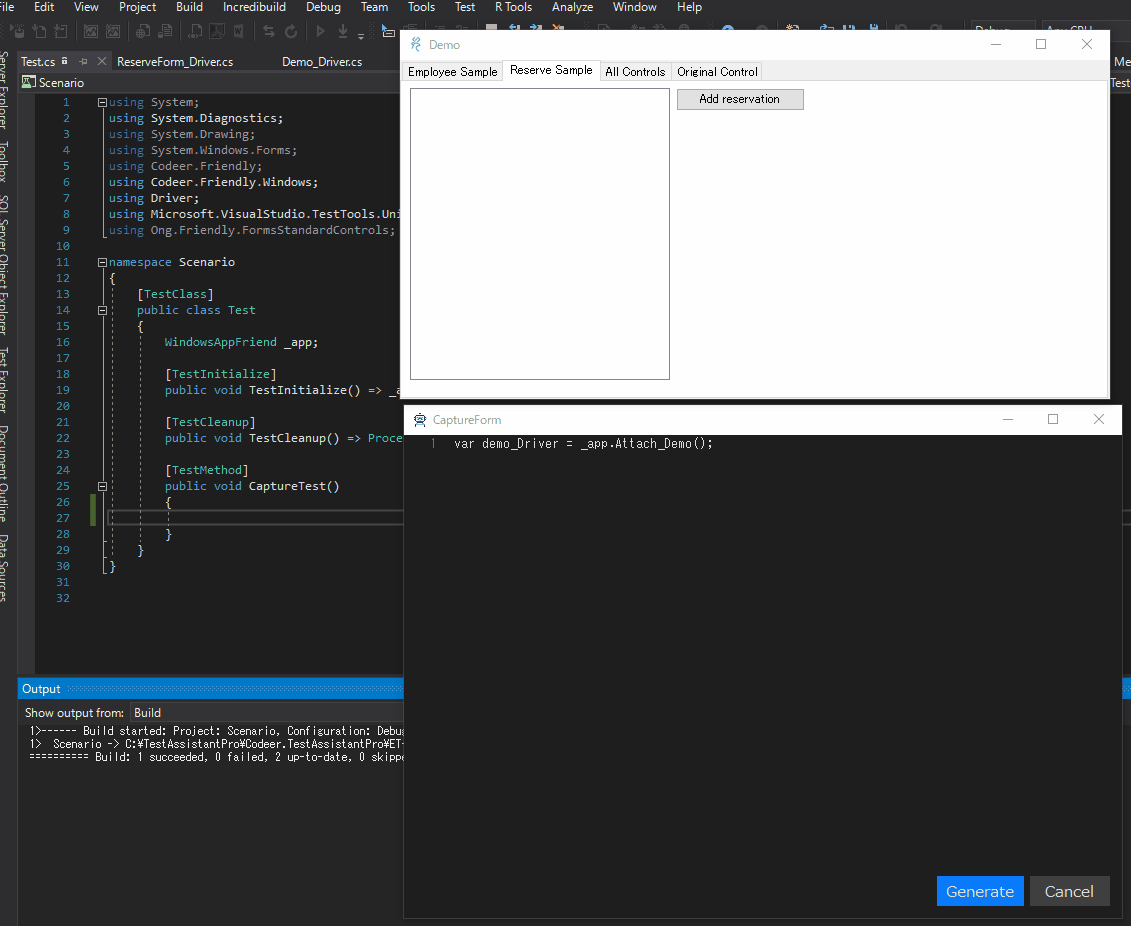 File Edit View Project Build Incredibuild Debug Team Tools Test R Tools Analyze Window Help
Server Explorer
Toolbox
SQL Server Object Explorer
Test Explorer
Document Outline
Data Sources
Test.cs ReserveForm_Driver.cs Demo_Driver.cs
Scenario
1 using System;
2 using System.Diagnostics;
3 using System.Drawing;
4 using System.Windows.Forms;
5 using Codeer.Friendly;
6 using Codeer.Friendly.Windows;
7 using Driver;
8 using Microsoft.VisualStudio.TestTools.Uni
9 using Ong.Friendly.FormsStandardControls;
10
11 namespace Scenario
12 {
13 [TestClass]
14 public class Test
15 {
16 WindowsAppFriend _app;
17
18 [TestInitialize]
19 public void TestInitialize() => _a
20
21 [TestCleanup]
22 public void TestCleanup() => Proce
23
24 [TestMethod]
25 public void CaptureTest()
26 {
27
28 }
29 }
30 }
31
32
Demo
Employee Sample Reserve Sample All Controls Original Control
Add reservation
Me
Test
CaptureForm
1 var demo_Driver = _app.Attach_Demo();
Generate Cancel
Output
Show output from: Build
1>------ Build started: Project: Scenario, Configuration: Debug
1> Scenario -> C:¥TestAssistantPro¥Codeer.TestAssistantPro¥ET
========== Build: 1 succeeded, 0 failed, 2 up-to-date, 0 skippe